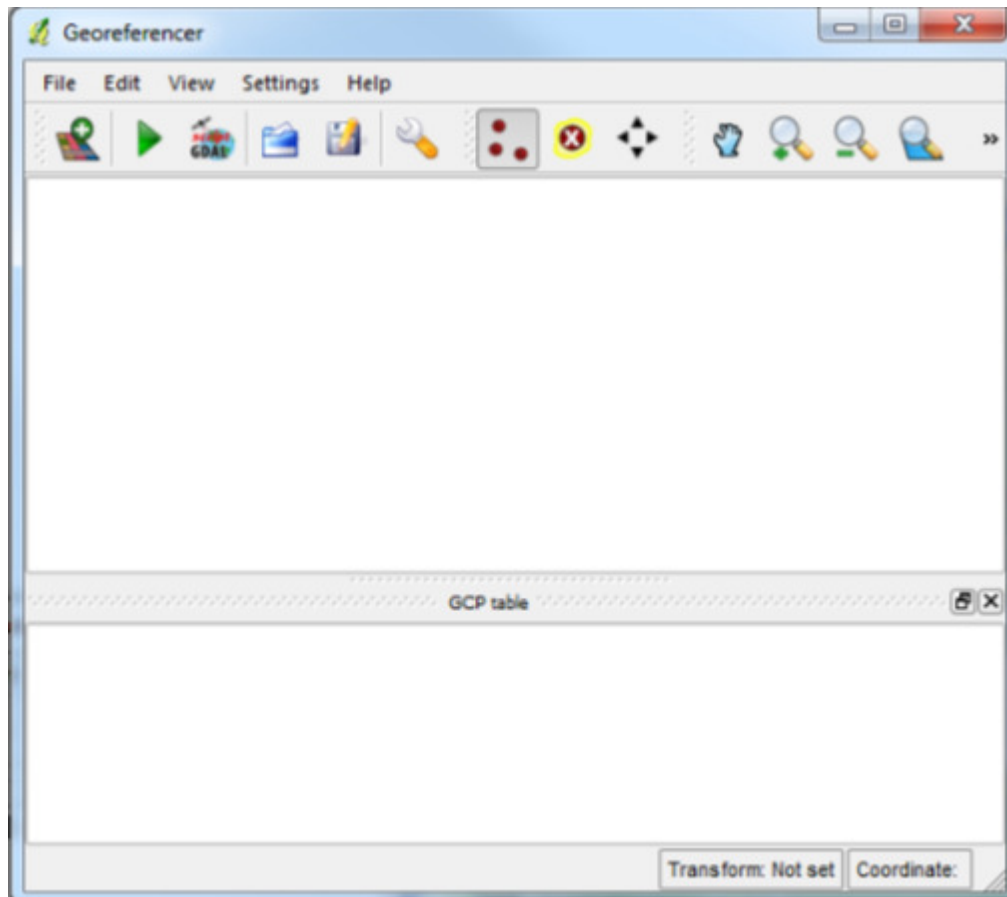 Georeferencer
File Edit View Settings Help
GDAL
»
GCP table
Transform: Not set Coordinate: